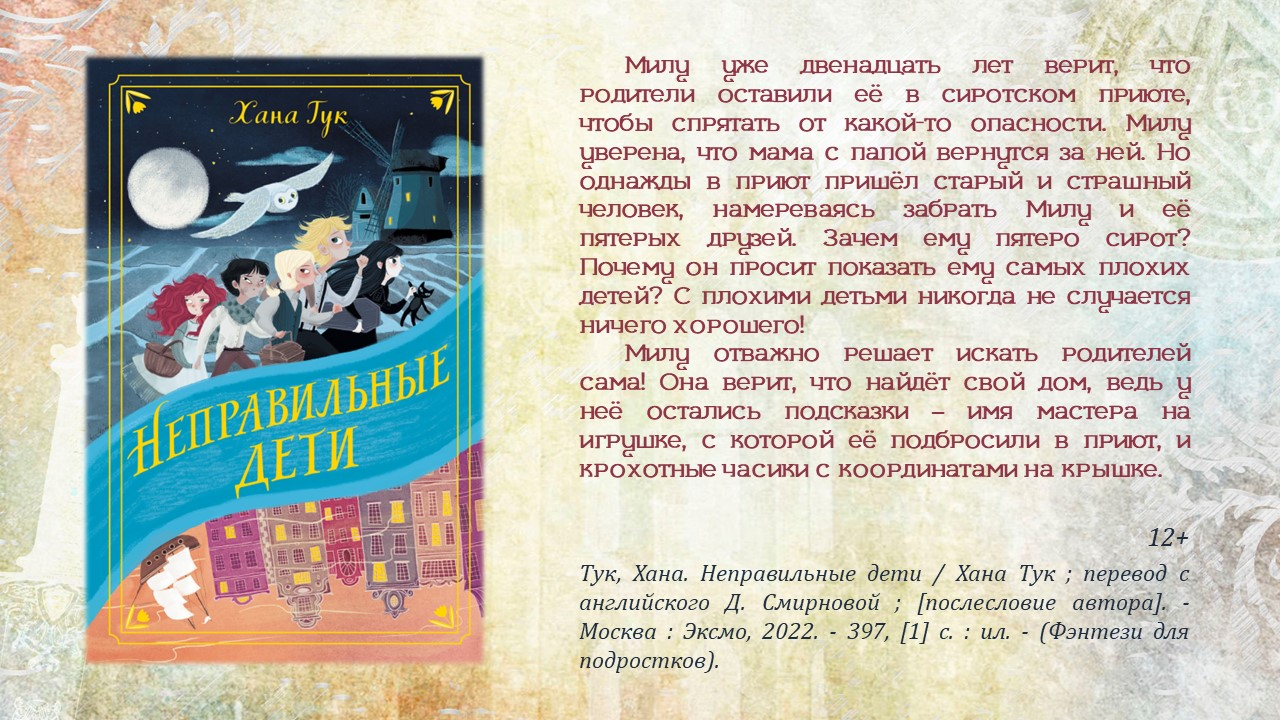 Хана Тук
Неправильные
дети
Милу уже двенадцать лет верит, что
родители оставили её в сиротском приюте,
чтобы спрятать от какой-то опасности. Милу
уверена, что мама с папой вернутся за ней. Но
однажды в приют пришёл старый и страшный
человек, намереваясь забрать Милу и её
пятерых друзей. Зачем ему пятеро сирот?
Почему он просит показать ему самых плохих
детей? С плохими детьми никогда не случается
ничего хорошего!
Милу отважно решает искать родителей
сама! Она верит, что найдёт свой дом, ведь у
неё остались подсказки – имя мастера на
игрушке, с которой её подбросили в приют, и
крохотные часики с координатами на крышке.
12+
Тук, Хана. Неправильные дети / Хана Тук ; перевод с
английского Д. Смирновой ; [послесловие автора]. -
Москва : Эксмо, 2022. - 397, [1] с. : ил. - (Фэнтези для
подростков).